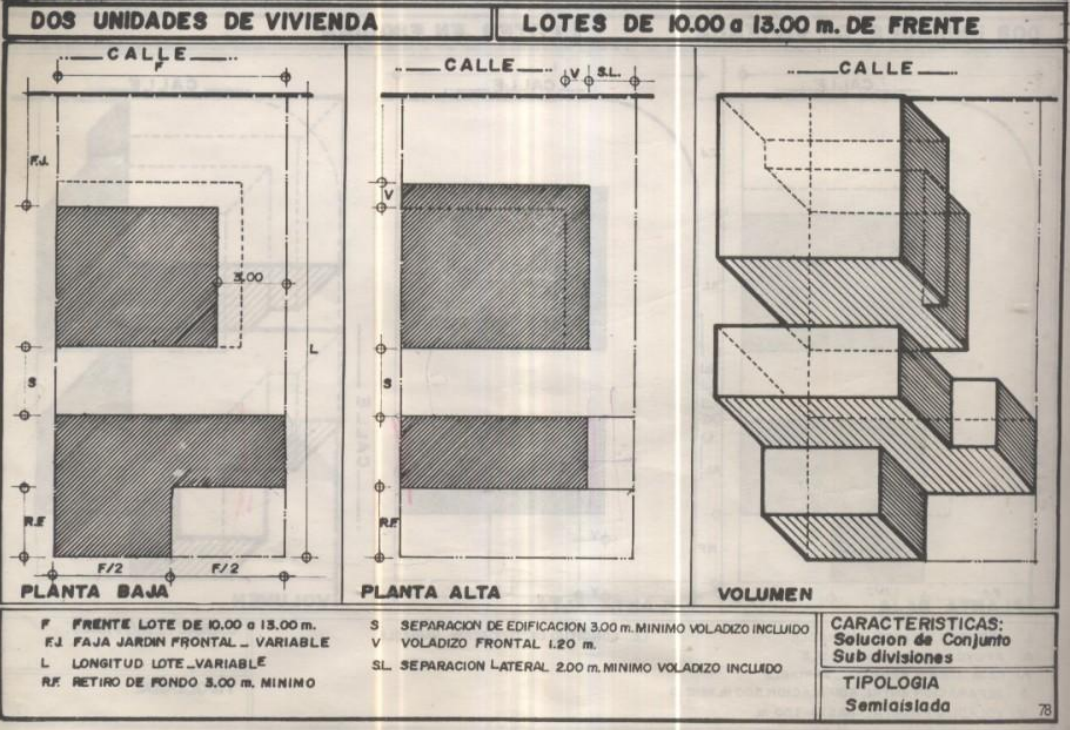 DOS UNIDADES DE VIVIENDA
LOTES DE 10.00 a 13.00 m. DE FRENTE
CALLE
F
F.J.
3.00
L
S
R.F.
F/2
F/2
PLANTA BAJA
CALLE
V
S.L.
V
S
R.F.
PLANTA ALTA
CALLE
VOLUMEN
F FRENTE LOTE DE 10.00 a 13.00 m.
F.J. FAJA JARDIN FRONTAL _ VARIABLE
L LONGITUD LOTE _ VARIABLE
R.F. RETIRO DE FONDO 3.00 m. MINIMO
S SEPARACION DE EDIFICACION 3.00 m. MINIMO VOLADIZO INCLUIDO
V VOLADIZO FRONTAL 1.20 m.
SL SEPARACION LATERAL 2.00 m. MINIMO VOLADIZO INCLUIDO
CARACTERISTICAS:
Solucion de Conjunto
Sub divisiones
TIPOLOGIA
Semiaíslada
78